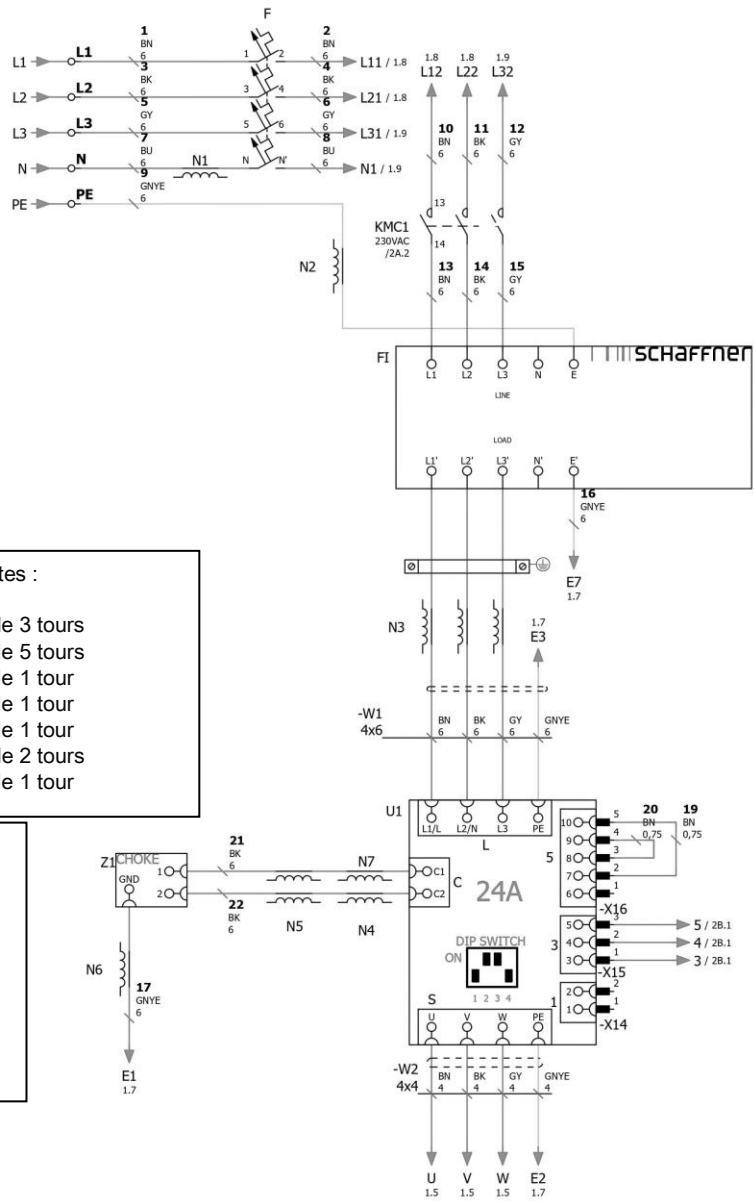 F
1
BN
6
2
BN
6
L1
L1
1
2
L11 / 1.8
3
BK
6
4
BK
6
L2
L2
3
4
L21 / 1.8
5
GY
6
6
GY
6
L3
L3
5
6
L31 / 1.9
7
BU
6
8
BU
6
N
N
N1
N
N'
N1 / 1.9
9
GNYE
6
PE
PE
N2
1.8 1.8 1.9
L12 L22 L32
10 11 12
BN BK GY
6 6 6
13
KMC1
230VAC
/2A.2
14
13 14 15
BN BK GY
6 6 6
FI
SCHAFFNER
L1 L2 L3 N E
LINE
LOAD
L1' L2' L3' N' E'
16
GNYE
6
E7
1.7
N3
1.7
E3
-W1
4x6
BN BK GY GNYE
6 6 6 6
tes :
le 3 tours
le 5 tours
le 1 tour
le 1 tour
le 1 tour
le 2 tours
le 1 tour
U1
L1/L L2/N L3 PE
L
Z1 CHOKE
GND
1
2
21
BK
6
22
BK
6
N7
N5
N4
C1
C2
C
24A
N6
17
GNYE
6
E1
1.7
DIP SWITCH
ON
1 2 3 4
5
10 5
9 4
8 3
7 2
6 1
-X16
20
BN
0,75
19
BN
0,75
3
5 3
4 2
3 1
-X15
5 / 2B.1
4 / 2B.1
3 / 2B.1
1
2 2
1 1
-X14
S
U V W PE
-W2
4x4
BN BK GY GNYE
4 4 4 4
U V W E2
1.5 1.5 1.5 1.7